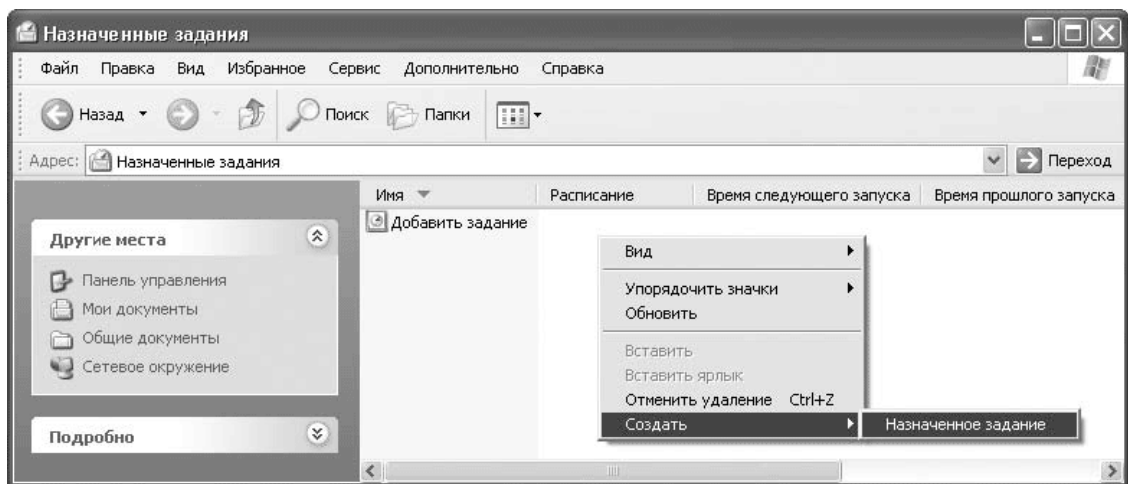 Назначенные задания
Файл Правка Вид Избранное Сервис Дополнительно Справка
Назад Поиск Папки
Адрес: Назначенные задания Переход
Имя Расписание Время следующего запуска Время прошлого запуска
Добавить задание
Другие места
Панель управления
Мои документы
Общие документы
Сетевое окружение
Подробно
Вид
Упорядочить значки
Обновить
Вставить
Вставить ярлык
Отменить удаление Ctrl+Z
Создать
Назначенное задание